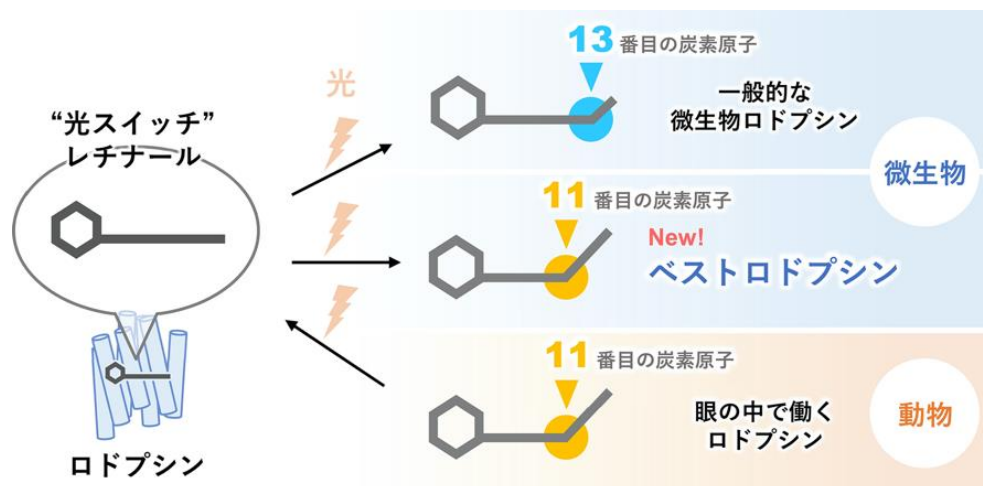 “光スイッチ”
レチナール
ロドプシン
光
13 番目の炭素原子
一般的な
微生物ロドプシン
微生物
11 番目の炭素原子
New!
ベストロドプシン
11 番目の炭素原子
眼の中で働く
ロドプシン
動物